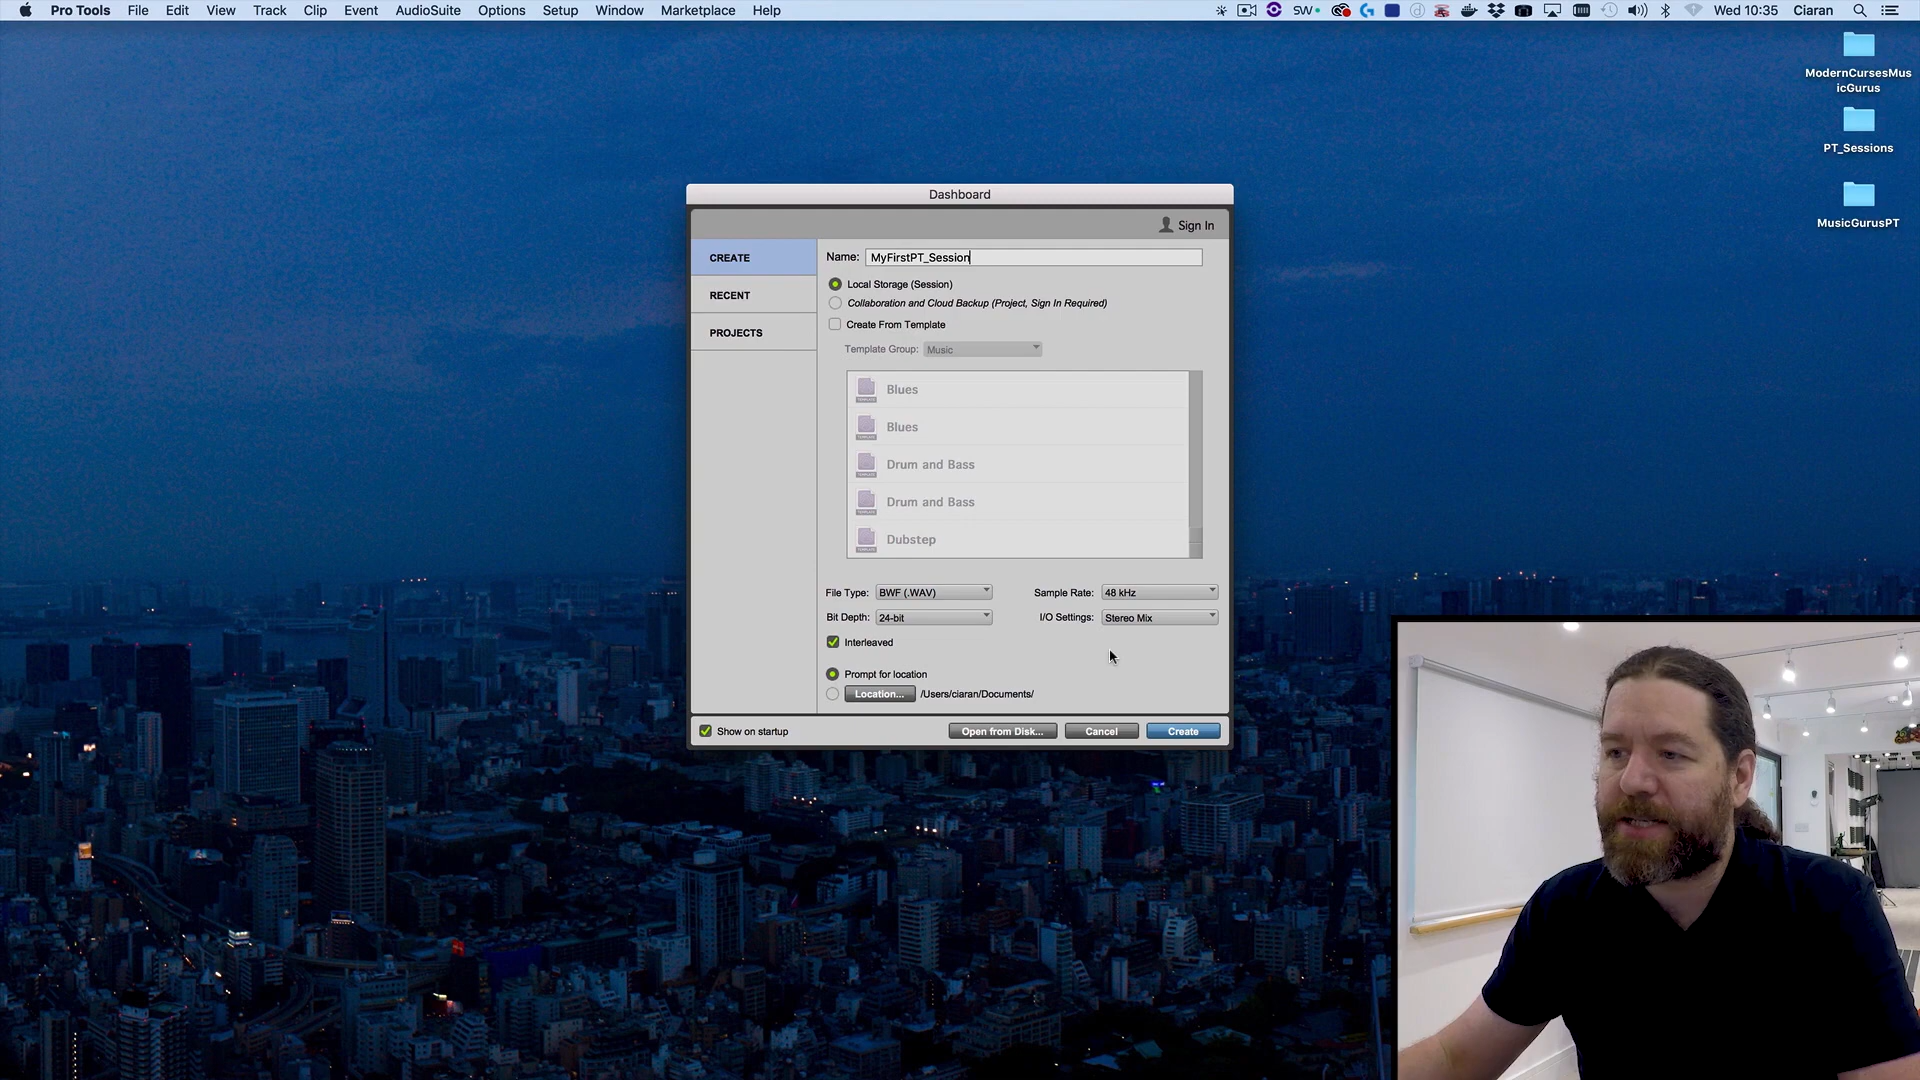 Pro Tools File Edit View Track Clip Event AudioSuite Options Setup Window Marketplace Help SW Wed 10:35 Ciaran
ModernCursesMus
icGurus
PT_Sessions
MusicGurusPT
Dashboard
Sign In
CREATE
RECENT
PROJECTS
Name: MyFirstPT_Session
Local Storage (Session)
Collaboration and Cloud Backup (Project, Sign In Required)
Create From Template
Template Group: Music
Blues
Blues
Drum and Bass
Drum and Bass
Dubstep
File Type: BWF (.WAV) Sample Rate: 48 kHz
Bit Depth: 24-bit I/O Settings: Stereo Mix
Interleaved
Prompt for location
Location... /Users/ciaran/Documents/
Show on startup Open from Disk... Cancel Create